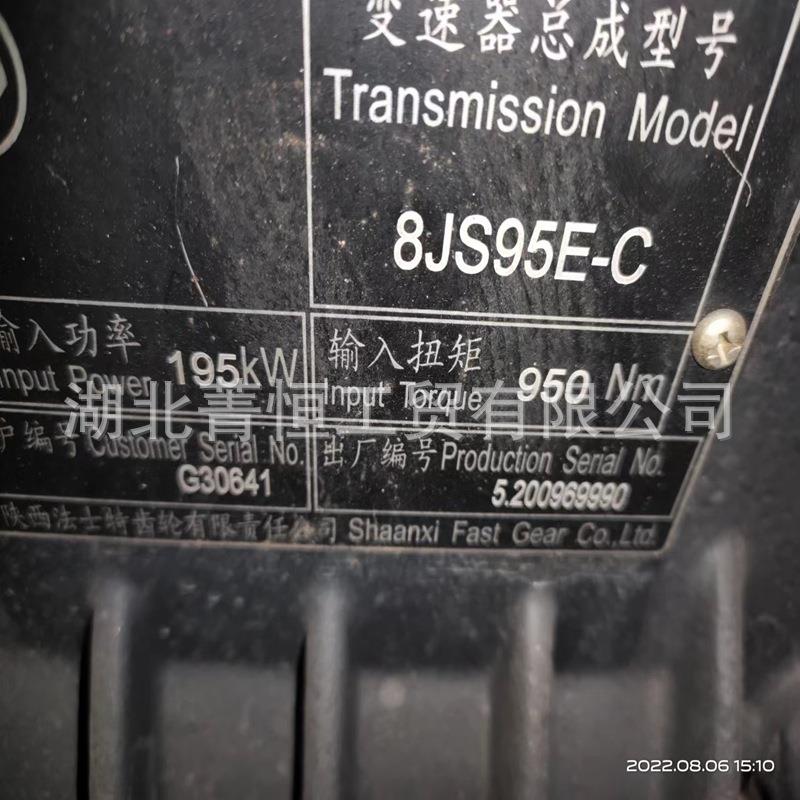 变速器总成型号
Transmission Model
8JS95E-C
输入功率
Input Power 195kW
输入扭矩
Input Torque 950 Nm
湖北菁恒工贸有限公司
户编号 Customer Serial No.
G30641
出厂编号 Production Serial No.
5.200969990
陕西法士特齿轮有限责任公司 Shaanxi Fast Gear Co.,Ltd.
2022.08.06 15:10